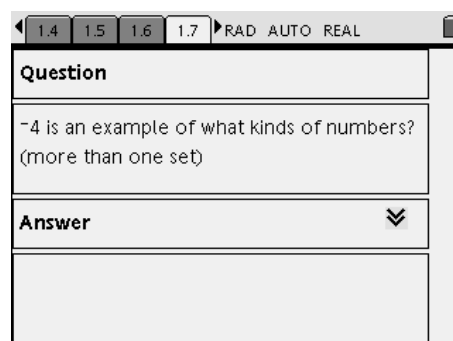 1.4 1.5 1.6 1.7 RAD AUTO REAL
Question
⁻4 is an example of what kinds of numbers?
(more than one set)
Answer